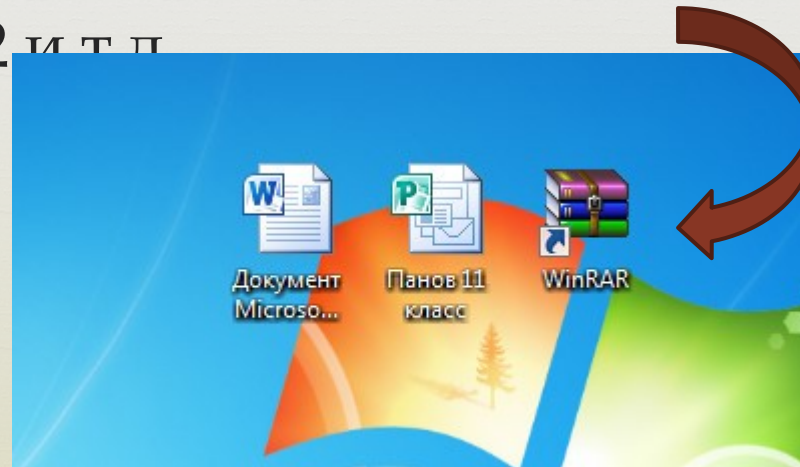 и т д
Документ
Microso...
Панов 11
класс
WinRAR